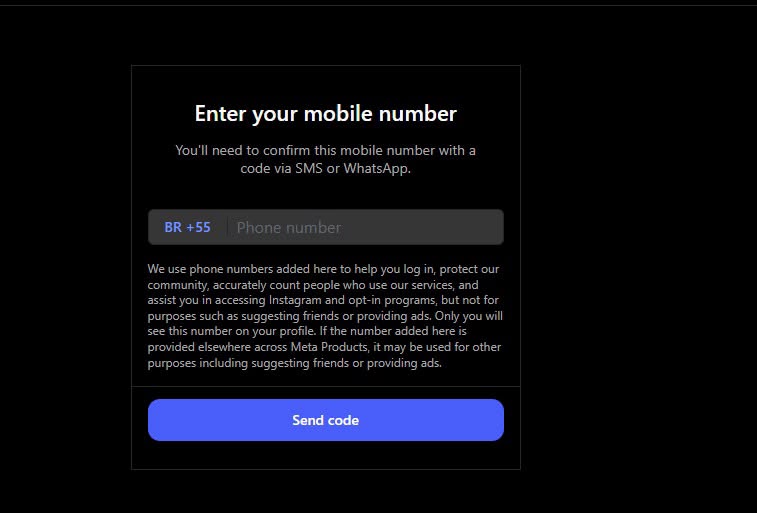 Enter your mobile number
You'll need to confirm this mobile number with a
code via SMS or WhatsApp.
BR +55 Phone number
We use phone numbers added here to help you log in, protect our
community, accurately count people who use our services, and
assist you in accessing Instagram and opt-in programs, but not for
purposes such as suggesting friends or providing ads. Only you will
see this number on your profile. If the number added here is
provided elsewhere across Meta Products, it may be used for other
purposes including suggesting friends or providing ads.
Send code